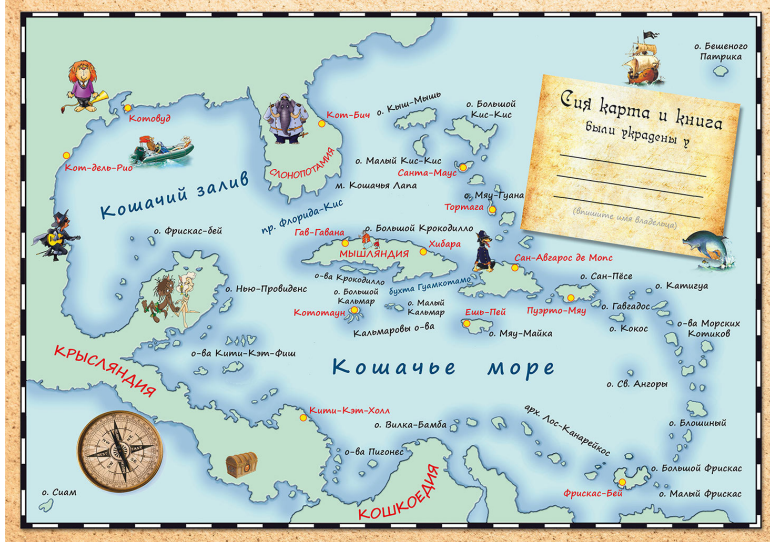 о. Бешеного
Патрика
Сия карта и книга
были украдены у
(впишите имя владельца)
Котовуд
Кот-Бич
о. Кыш-Мышь
о. Большой
Кис-Кис
Кот-дель-Рио
СЛОНОПОТАМИЯ
о. Малый Кис-Кис
Санта-Маус
м. Кошачья Лапа
Кошачий залив
о. Мяу-Гуана
Тортага
пр. Флорида-Кис
о. Фрискас-бей
Гав-Гавана
о. Большой Крокодилло
МЫШЛЯНДИЯ
Хибара
Сан-Авгарос де Мопс
о-ва Крокодилло
бухта Гуамкотамо
о. Сан-Пёсе
о. Катигуа
о. Нью-Провиденс
о. Большой
Кальмар
о. Малый
Кальмар
Кототаун
Ешь-Пей
Пуэрто-Мяу
о. Гавгадос
о. Кокос
о-ва Морских
Котиков
Кальмаровы о-ва
о. Мяу-Майка
КРЫСЛЯНДИЯ
о-ва Кити-Кэт-Фиш
Кошачье море
о. Св. Ангоры
Кити-Кэт-Холл
о. Вилка-Бамба
арх. Лос-Канарейкос
о. Блошиный
о-ва Пигонес
КОШКОЕДИЯ
о. Большой Фрискас
Фрискас-Бей
о. Малый Фрискас
о. Сиам